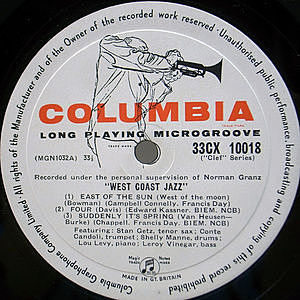 All rights of the Manufacturer and of the Owner of the recorded work reserved · Unauthorised public performance, broadcasting and copying of this record prohibited
COLUMBIA
TRADE MARK
LONG PLAYING MICROGROOVE
33CX 10018
("Clef" Series)
(MGN1032A) 33⅓
Recorded under the personal supervision of Norman Granz
"WEST COAST JAZZ"
1) EAST OF THE SUN (West of the moon)
(Bowman) (Campbell Connelly. Francis Day)
2) FOUR (Davis) (Edward Kassner. BIEM. NCB)
3) SUDDENLY IT'S SPRING (Van Heusen-
Burke) (Chappell. Francis Day. BIEM. NCB)
Featuring: Stan Getz, tenor sax; Conte
Candoli, trumpet; Shelly Manne, drums;
Lou Levy, piano; Leroy Vinegar, bass
MADE IN GT. BRITAIN
Columbia Graphophone Company Limited